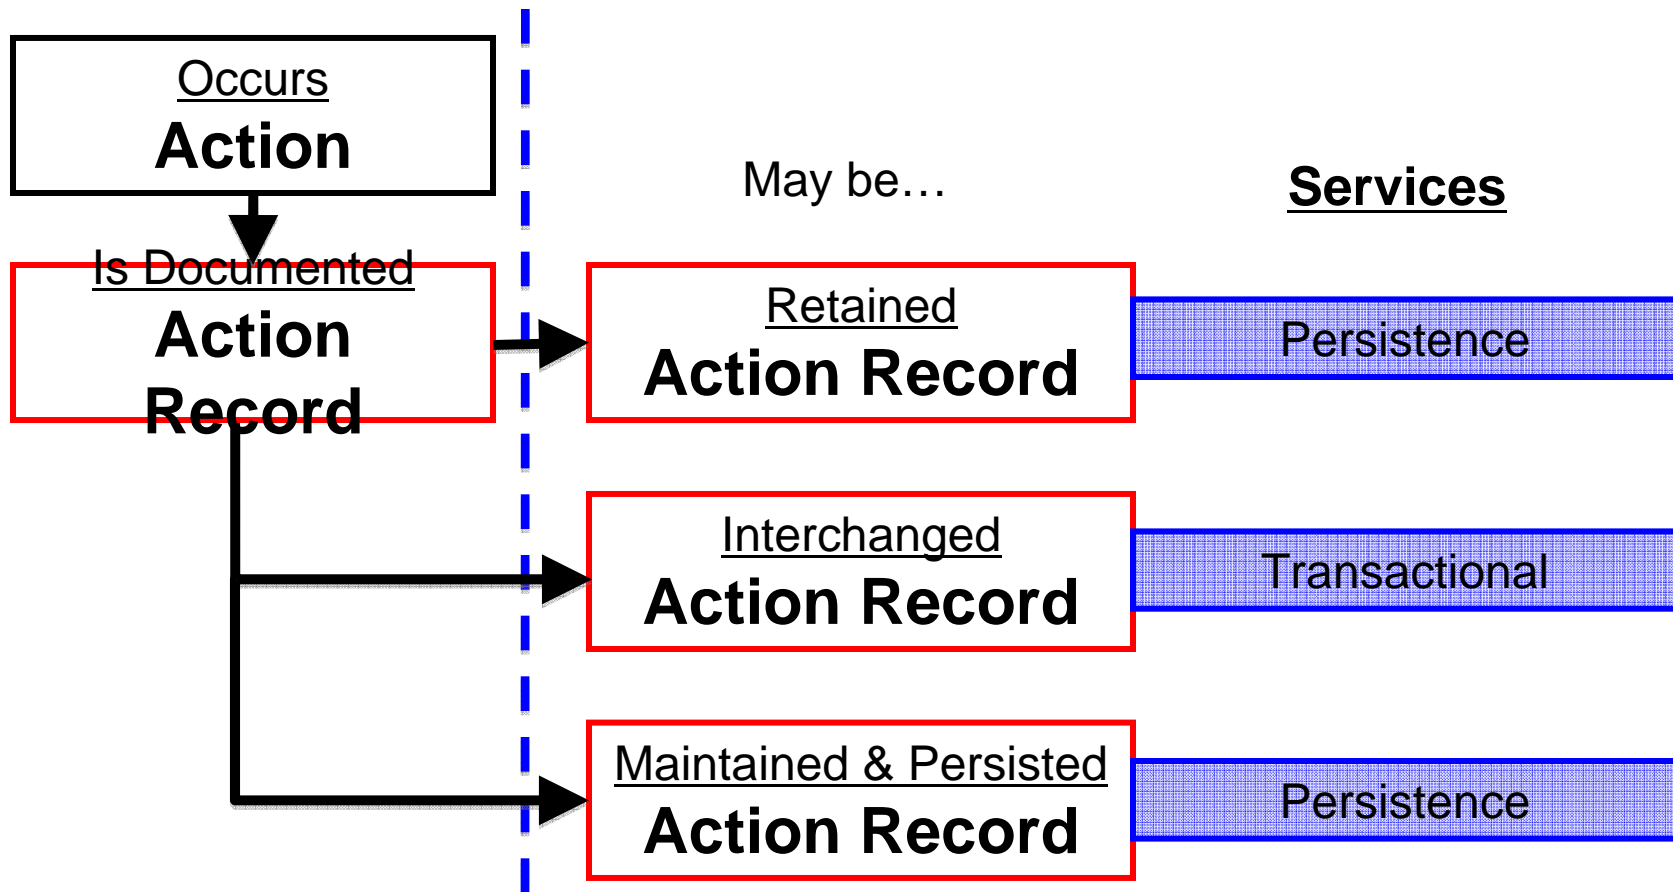 Occurs
Action
Is Documented
Action
Record
May be…
Services
Retained
Action Record
Persistence
Interchanged
Action Record
Transactional
Maintained & Persisted
Action Record
Persistence